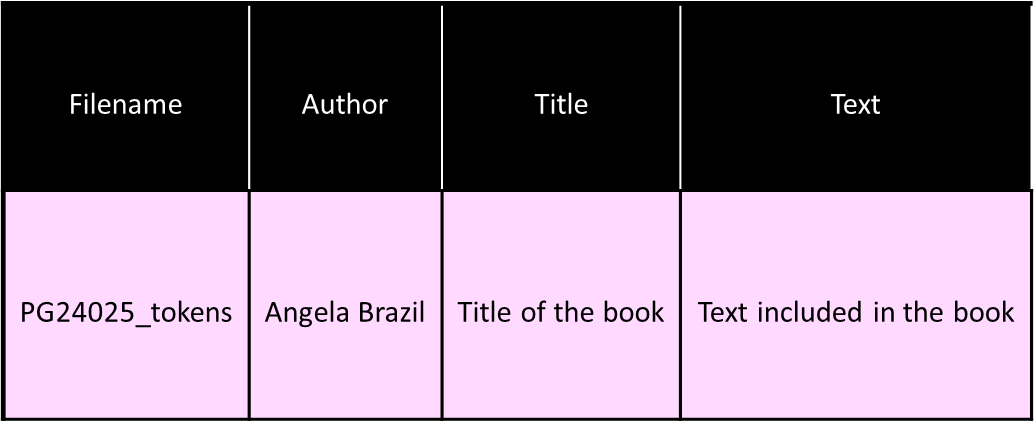 Filename Author Title Text
PG24025_tokens Angela Brazil Title of the book Text included in the book